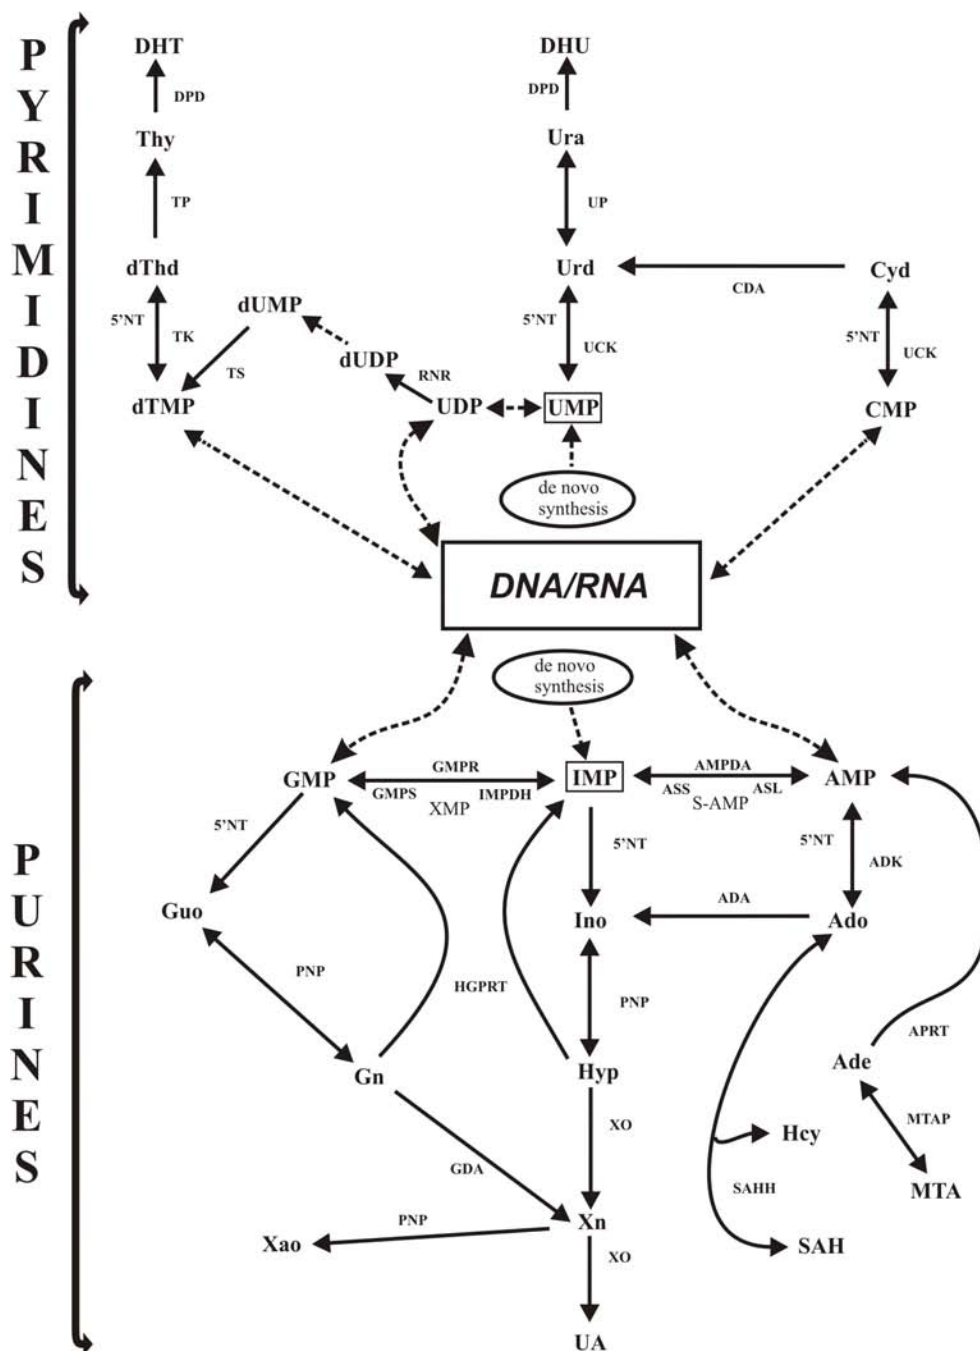 PYRIMIDINES
DHT
DHU
DPD
DPD
Thy
Ura
TP
UP
dThd
Urd
CDA
Cyd
dUMP
5'NT
TK
5'NT
UCK
5'NT
UCK
TS
dUDP
RNR
dTMP
UDP
UMP
CMP
de novo
synthesis
DNA/RNA
PURINES
de novo
synthesis
GMP
GMPR
GMPS
IMPDH
XMP
IMP
AMPDA
ASS
ASL
S-AMP
AMP
5'NT
5'NT
5'NT
ADK
Guo
Ino
ADA
Ado
PNP
HGPRT
PNP
APRT
Gn
Hyp
Ade
XO
MTAP
Hcy
GDA
SAHH
MTA
Xao
PNP
Xn
XO
SAH
UA